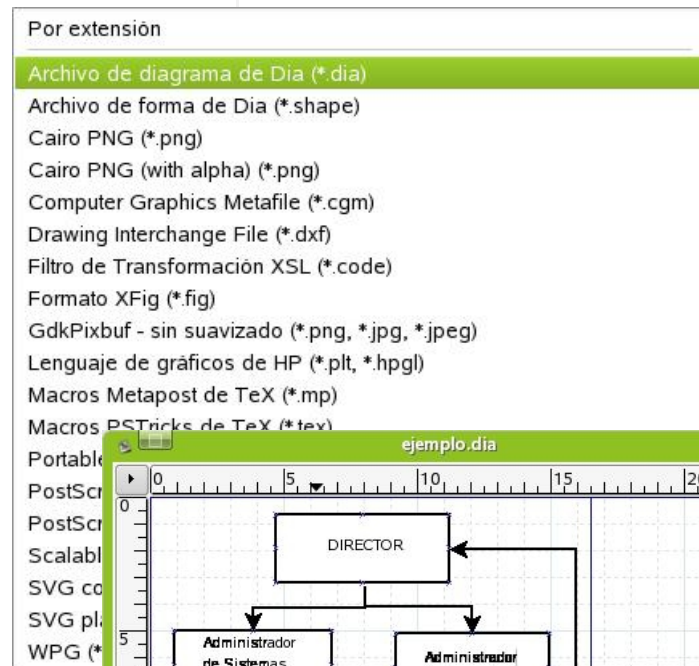 Por extensión
Archivo de diagrama de Dia (*.dia)
Archivo de forma de Dia (*.shape)
Cairo PNG (*.png)
Cairo PNG (with alpha) (*.png)
Computer Graphics Metafile (*.cgm)
Drawing Interchange File (*.dxf)
Filtro de Transformación XSL (*.code)
Formato XFig (*.fig)
GdkPixbuf - sin suavizado (*.png, *.jpg, *.jpeg)
Lenguaje de gráficos de HP (*.plt, *.hpgl)
Macros Metapost de TeX (*.mp)
Macros PSTricks de TeX (*.tex)
Portable
PostScr
PostScr
Scalabl
SVG co
SVG pla
WPG (*
ejemplo.dia
0 5 10 15 20
0
5
DIRECTOR
Administrador
de Sistemas
Administrador